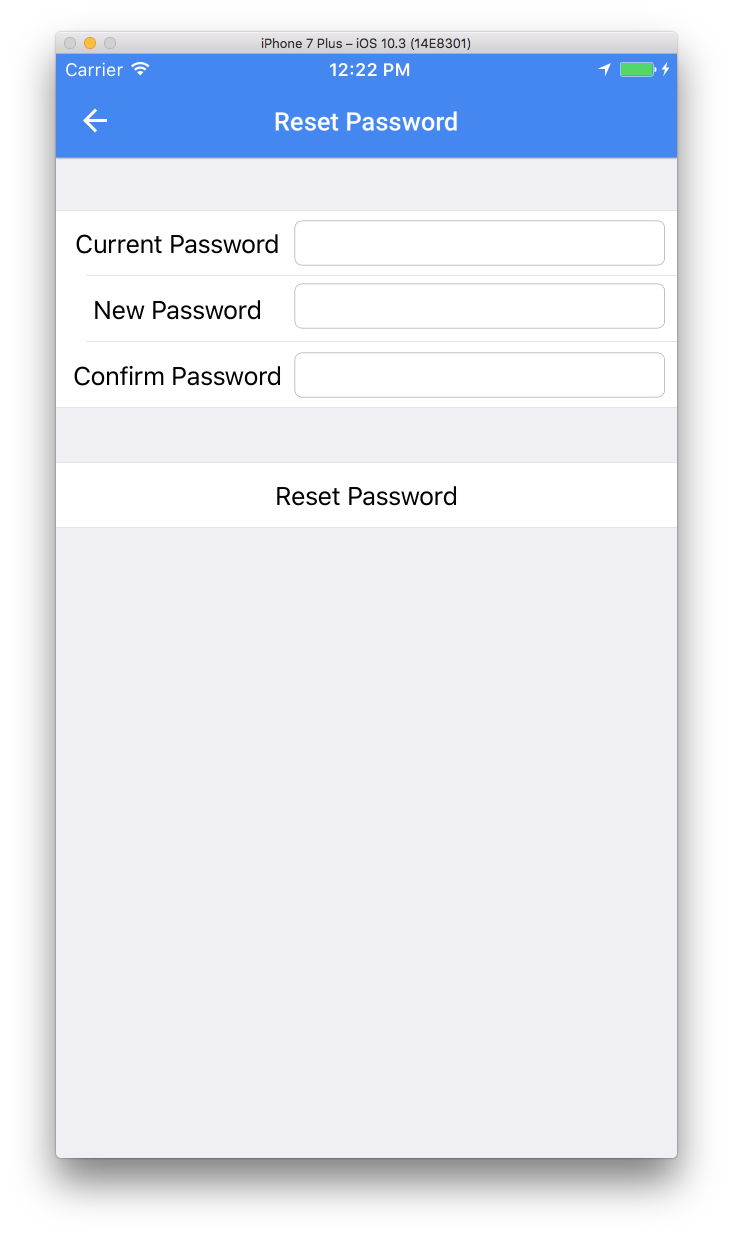 iPhone 7 Plus – iOS 10.3 (14E8301)
Carrier 12:22 PM
Reset Password
Current Password
New Password
Confirm Password
Reset Password